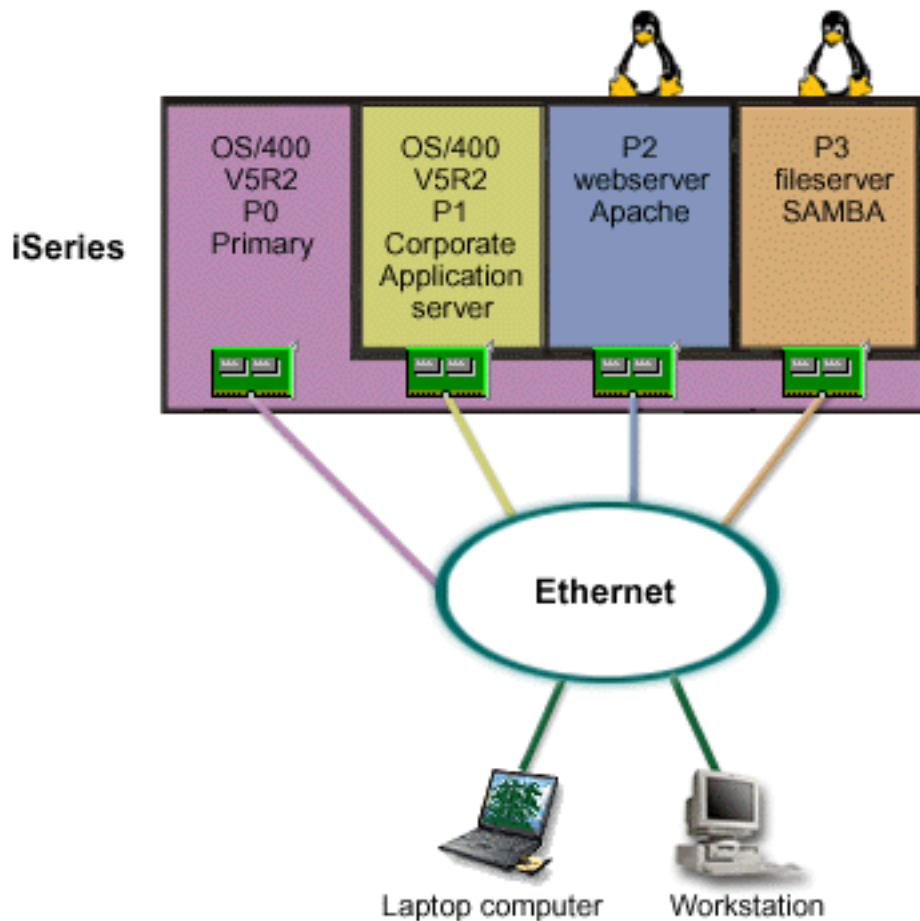 iSeries
OS/400
V5R2
P0
Primary
OS/400
V5R2
P1
Corporate
Application
server
P2
webserver
Apache
P3
fileserver
SAMBA
Ethernet
Laptop computer
Workstation